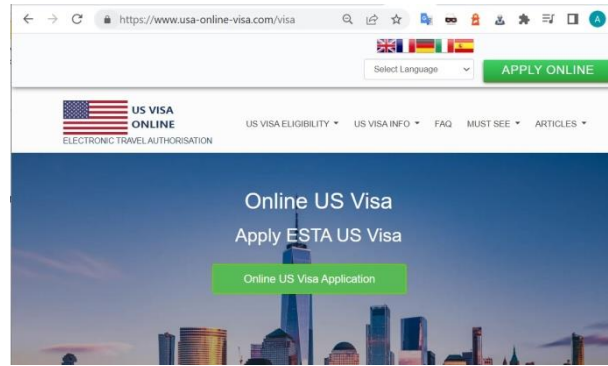 https://www.usa-online-visa.com/visa
A
Select Language
APPLY ONLINE
US VISA
ONLINE
ELECTRONIC TRAVEL AUTHORISATION
US VISA ELIGIBILITY US VISA INFO FAQ MUST SEE ARTICLES
Online US Visa
Apply ESTA US Visa
Online US Visa Application